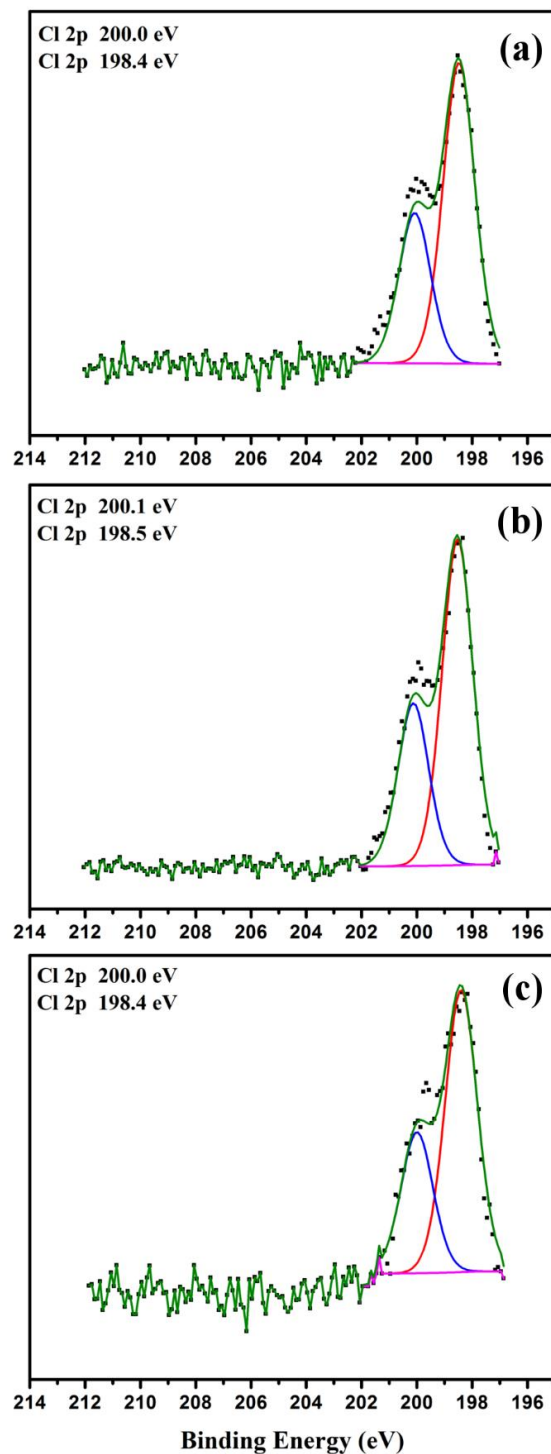 Cl 2p 200.0 eV
Cl 2p 198.4 eV
(a)
214 212 210 208 206 204 202 200 198 196
Cl 2p 200.1 eV
Cl 2p 198.5 eV
(b)
214 212 210 208 206 204 202 200 198 196
Cl 2p 200.0 eV
Cl 2p 198.4 eV
(c)
214 212 210 208 206 204 202 200 198 196
Binding Energy (eV)